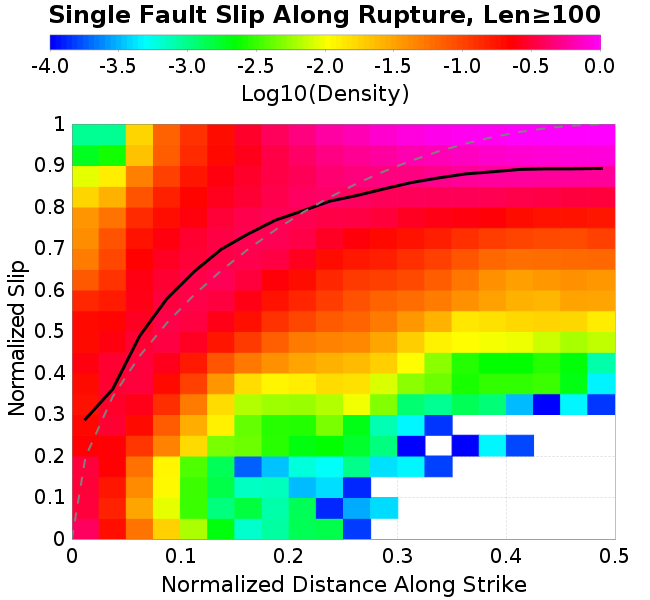 Single Fault Slip Along Rupture, Len≥100
-4.0 -3.5 -3.0 -2.5 -2.0 -1.5 -1.0 -0.5 0.0
Log10(Density)
1
0.9
0.8
0.7
0.6
0.5
0.4
0.3
0.2
0.1
0
Normalized Slip
0 0.1 0.2 0.3 0.4 0.5
Normalized Distance Along Strike